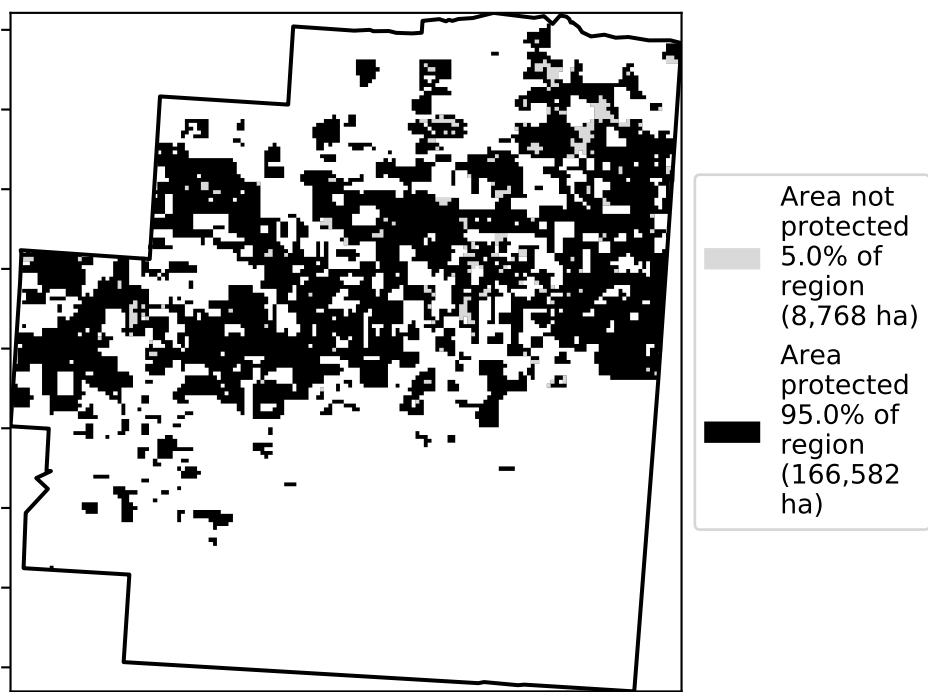 Area not
protected
5.0% of
region
(8,768 ha)
Area
protected
95.0% of
region
(166,582
ha)